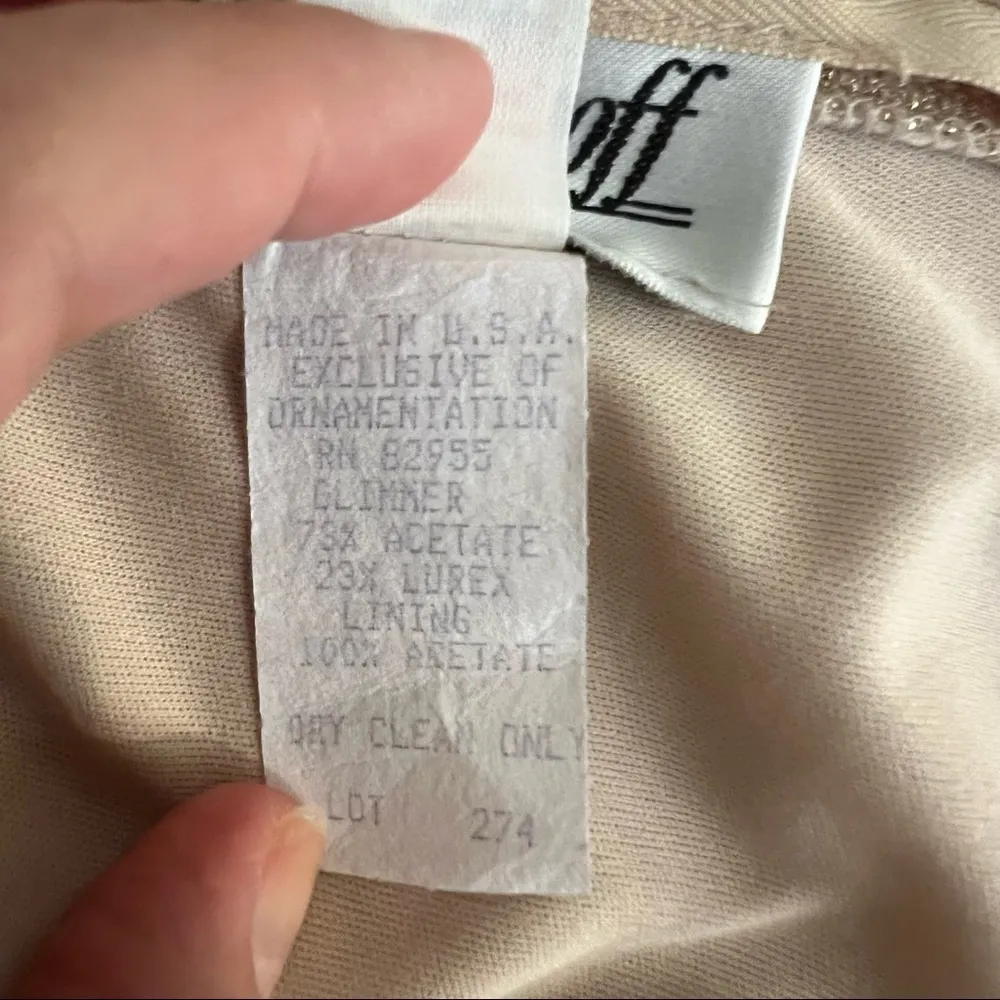 off
MADE IN U.S.A.
EXCLUSIVE OF
ORNAMENTATION
RN 82955
GLIMMER
73% ACETATE
23% LUREX
LINING
100% ACETATE
DRY CLEAN ONLY
LOT 274